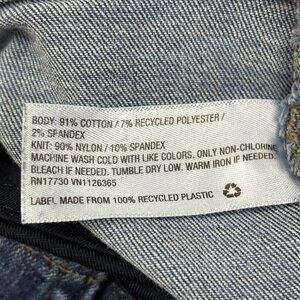 BODY: 91% COTTON / 7% RECYCLED POLYESTER /
2% SPANDEX
KNIT: 90% NYLON / 10% SPANDEX
MACHINE WASH COLD WITH LIKE COLORS. ONLY NON-CHLORINE
BLEACH IF NEEDED. TUMBLE DRY LOW. WARM IRON IF NEEDED.
RN17730 VN1126365
LABEL MADE FROM 100% RECYCLED PLASTIC